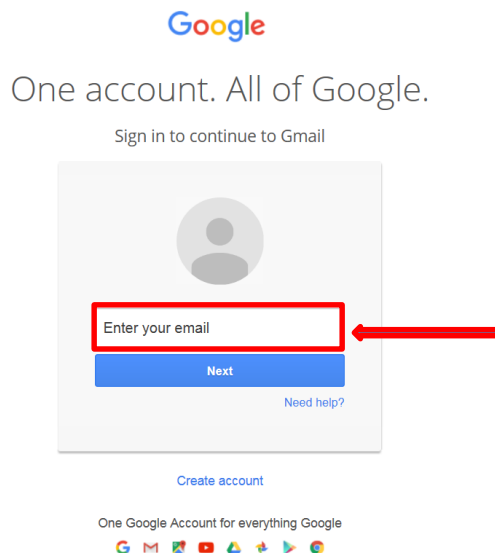 Google
One account. All of Google.
Sign in to continue to Gmail
Enter your email
Next
Need help?
Create account
One Google Account for everything Google